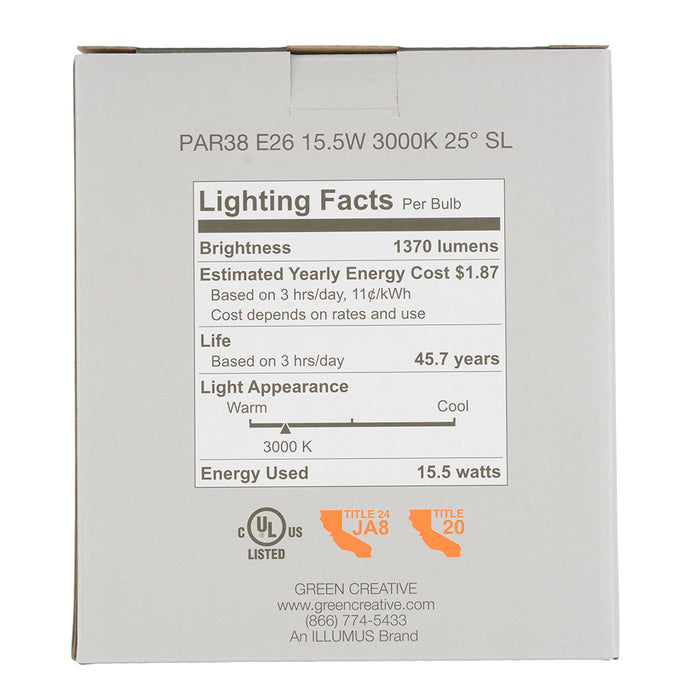 PAR38 E26 15.5W 3000K 25° SL
Lighting Facts Per Bulb
Brightness 1370 lumens
Estimated Yearly Energy Cost $1.87
Based on 3 hrs/day, 11¢/kWh
Cost depends on rates and use
Life
Based on 3 hrs/day 45.7 years
Light Appearance
Warm Cool
3000 K
Energy Used 15.5 watts
C UL US
LISTED
TITLE 24
JA8
TITLE
20
GREEN CREATIVE
www.greencreative.com
(866) 774-5433
An ILLUMUS Brand